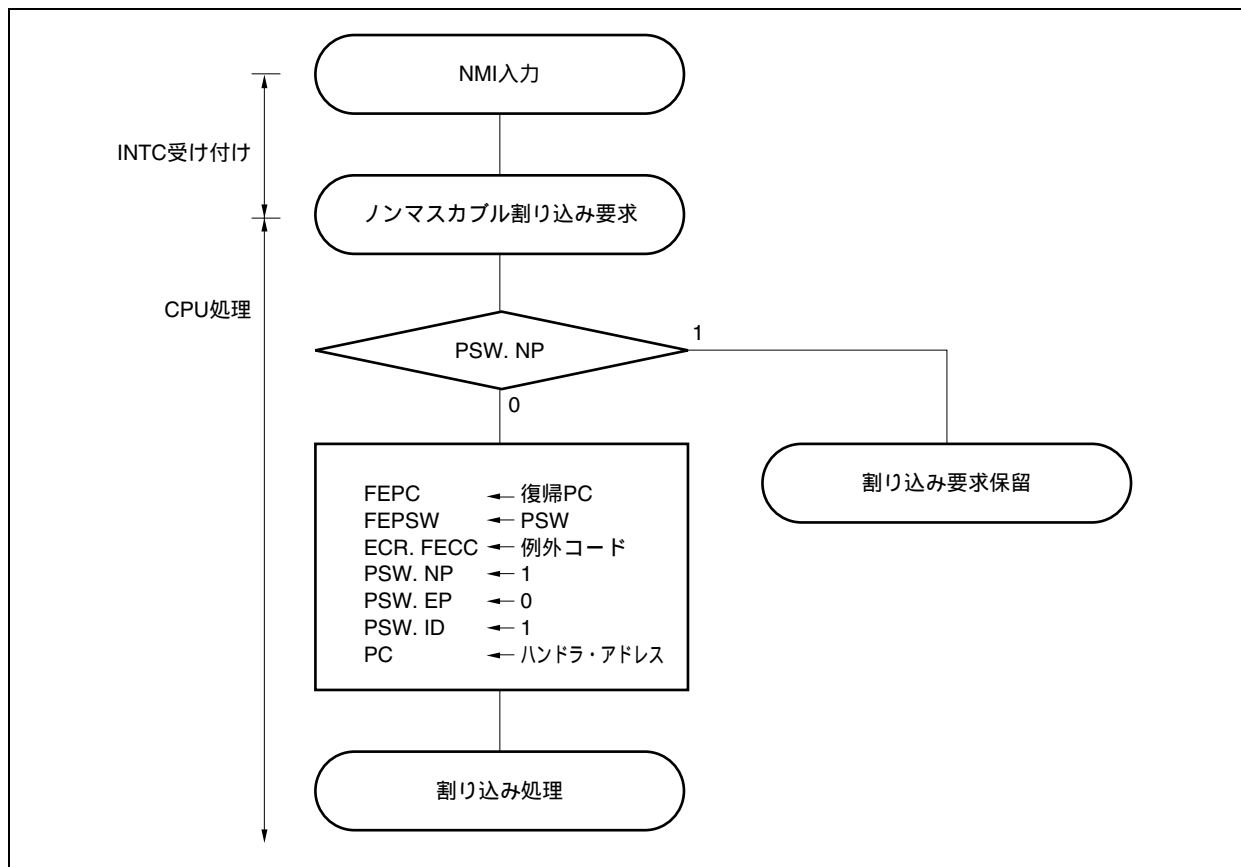 NMI入力
INTC受け付け
ノンマスカブル割り込み要求
CPU処理
PSW. NP
1
0
FEPC ← 復帰PC
FEPSW ← PSW
ECR. FECC ← 例外コード
PSW. NP ← 1
PSW. EP ← 0
PSW. ID ← 1
PC ← ハンドラ・アドレス
割り込み要求保留
割り込み処理